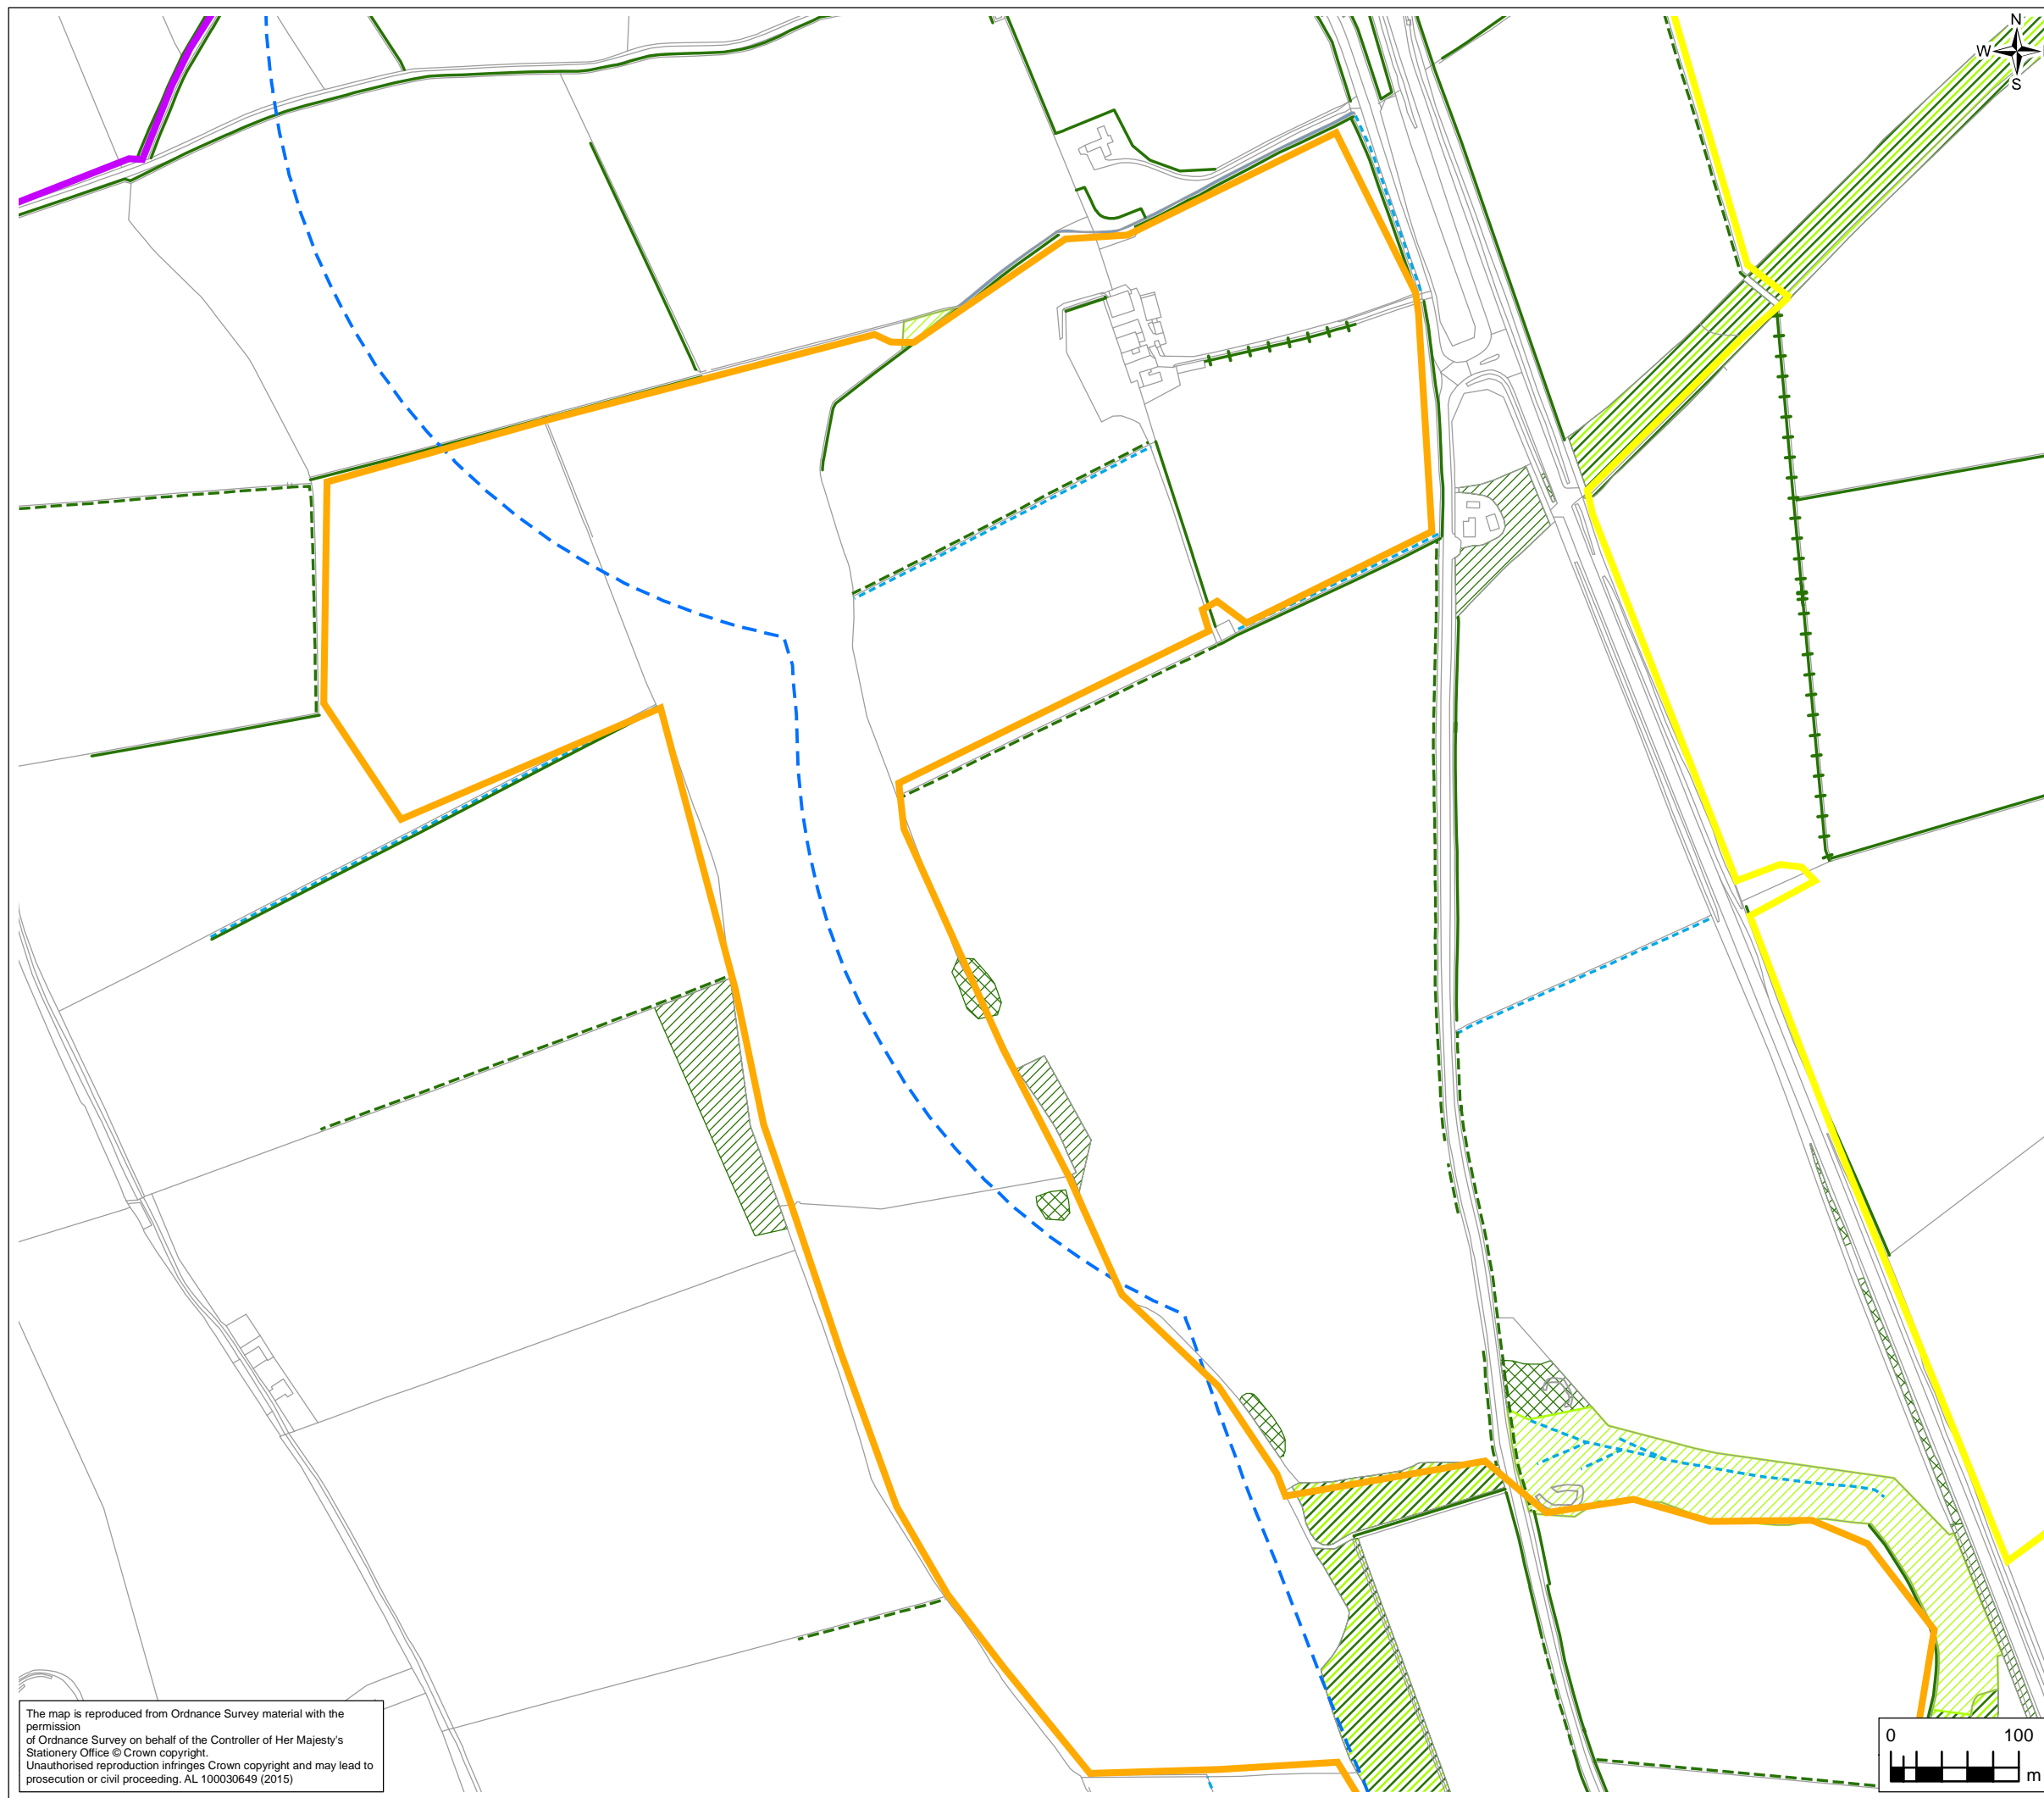 N
W
S
The map is reproduced from Ordnance Survey material with the
permission
of Ordnance Survey on behalf of the Controller of Her Majesty's
Stationery Office © Crown copyright.
Unauthorised reproduction infringes Crown copyright and may lead to
prosecution or civil proceeding. AL 100030649 (2015)
0 100
m